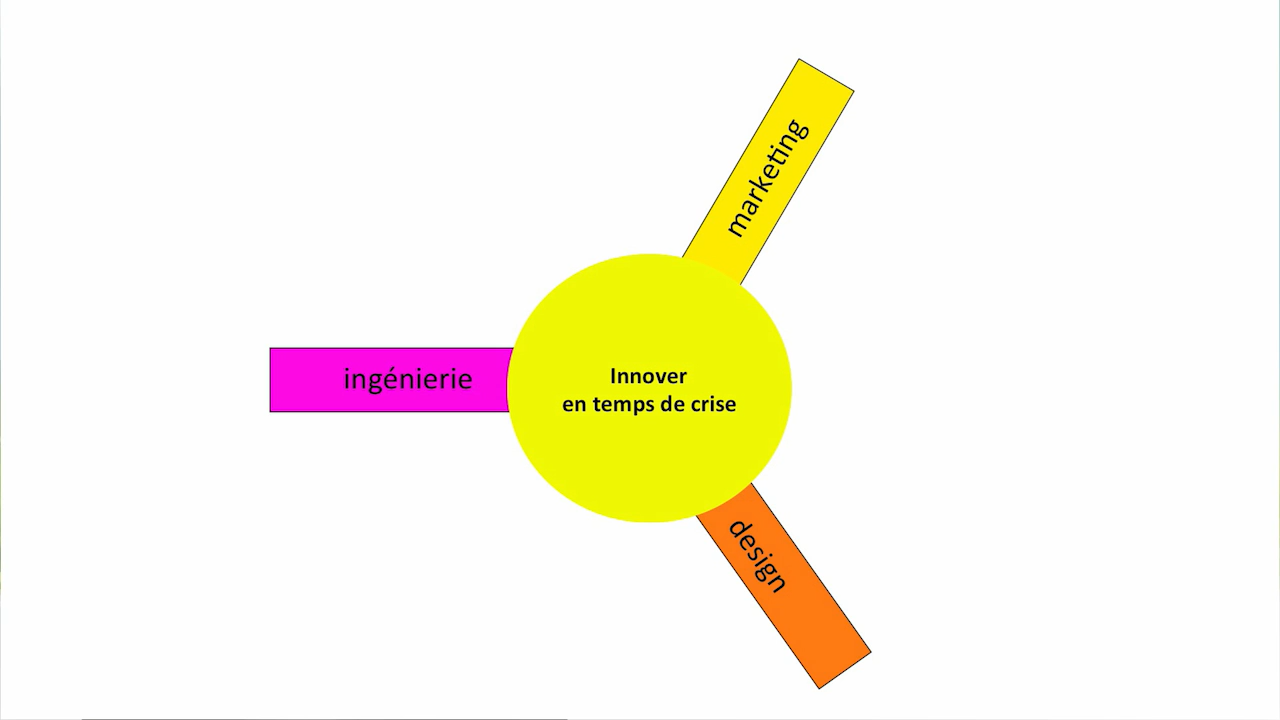 marketing
ingénierie
Innover
en temps de crise
design